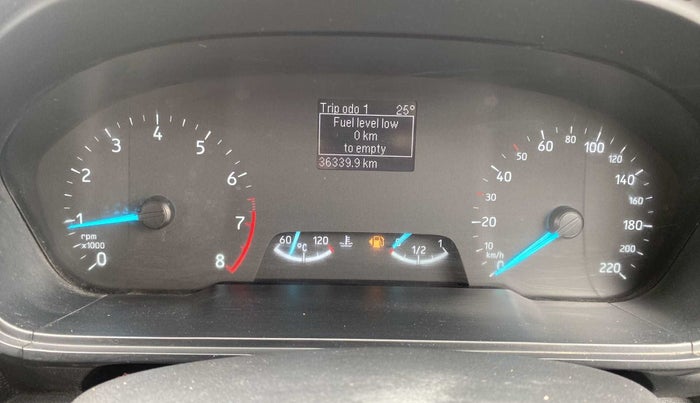 Trip odo 1 25°
Fuel level low
0 km
to empty
36339.9 km
0 1 2 3 4 5 6 7 8
rpm
x1000
60 120
°C
0 1/2 1
0 10 20 30 40 50 60 80 100 120 140 160 180 200 220
km/h